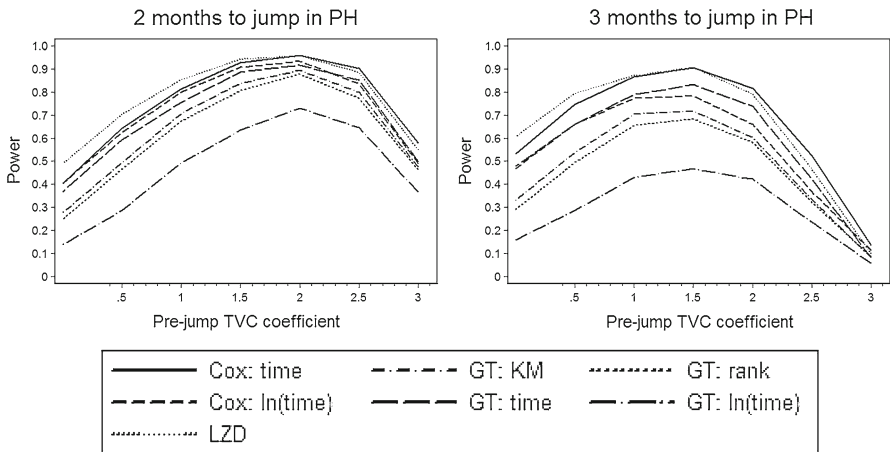 2 months to jump in PH
1.0
0.9
0.8
0.7
0.6
0.5
0.4
0.3
0.2
0.1
0
Power
.5 1 1.5 2 2.5 3
Pre-jump TVC coefficient
3 months to jump in PH
1.0
0.9
0.8
0.7
0.6
0.5
0.4
0.3
0.2
0.1
0
Power
.5 1 1.5 2 2.5 3
Pre-jump TVC coefficient
Cox: time GT: KM GT: rank
Cox: ln(time) GT: time GT: ln(time)
LZD